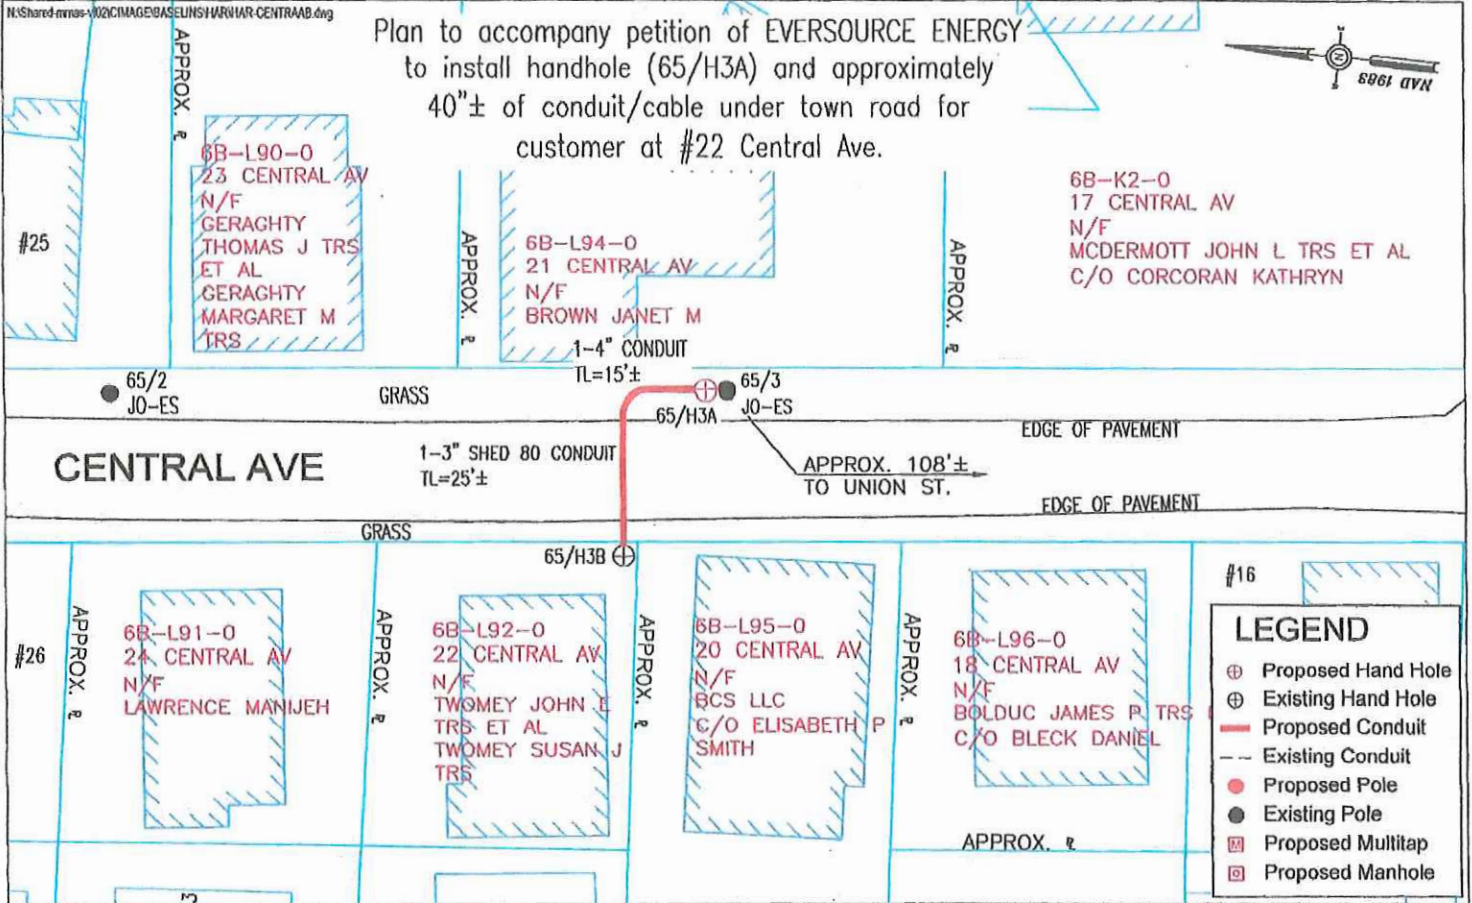 Plan to accompany petition of EVERSOURCE ENERGY
to install handhole (65/H3A) and approximately
40"± of conduit/cable under town road for
customer at #22 Central Ave.
NAD 1983
APPROX. ℄
#25
6B-L90-0
23 CENTRAL AV
N/F
GERAGHTY
THOMAS J TRS
ET AL
GERAGHTY
MARGARET M
TRS
APPROX. ℄
6B-L94-0
21 CENTRAL AV
N/F
BROWN JANET M
APPROX. ℄
6B-K2-0
17 CENTRAL AV
N/F
MCDERMOTT JOHN L TRS ET AL
C/O CORCORAN KATHRYN
1-4" CONDUIT
TL=15'±
65/2
JO-ES
GRASS
65/H3A
65/3
JO-ES
EDGE OF PAVEMENT
CENTRAL AVE
1-3" SHED 80 CONDUIT
TL=25'±
APPROX. 108'±
TO UNION ST.
EDGE OF PAVEMENT
GRASS
65/H3B
#26
APPROX. ℄
6B-L91-0
24 CENTRAL AV
N/F
LAWRENCE MANIJEH
APPROX. ℄
6B-L92-0
22 CENTRAL AV
N/F
TWOMEY JOHN E
TRS ET AL
TWOMEY SUSAN J
TRS
APPROX. ℄
6B-L95-0
20 CENTRAL AV
N/F
BCS LLC
C/O ELISABETH P
SMITH
APPROX. ℄
6B-L96-0
18 CENTRAL AV
N/F
BOLDUC JAMES P TRS
C/O BLECK DANIEL
APPROX. ℄
#16
LEGEND
Proposed Hand Hole
Existing Hand Hole
Proposed Conduit
Existing Conduit
Proposed Pole
Existing Pole
M Proposed Multitap
Proposed Manhole